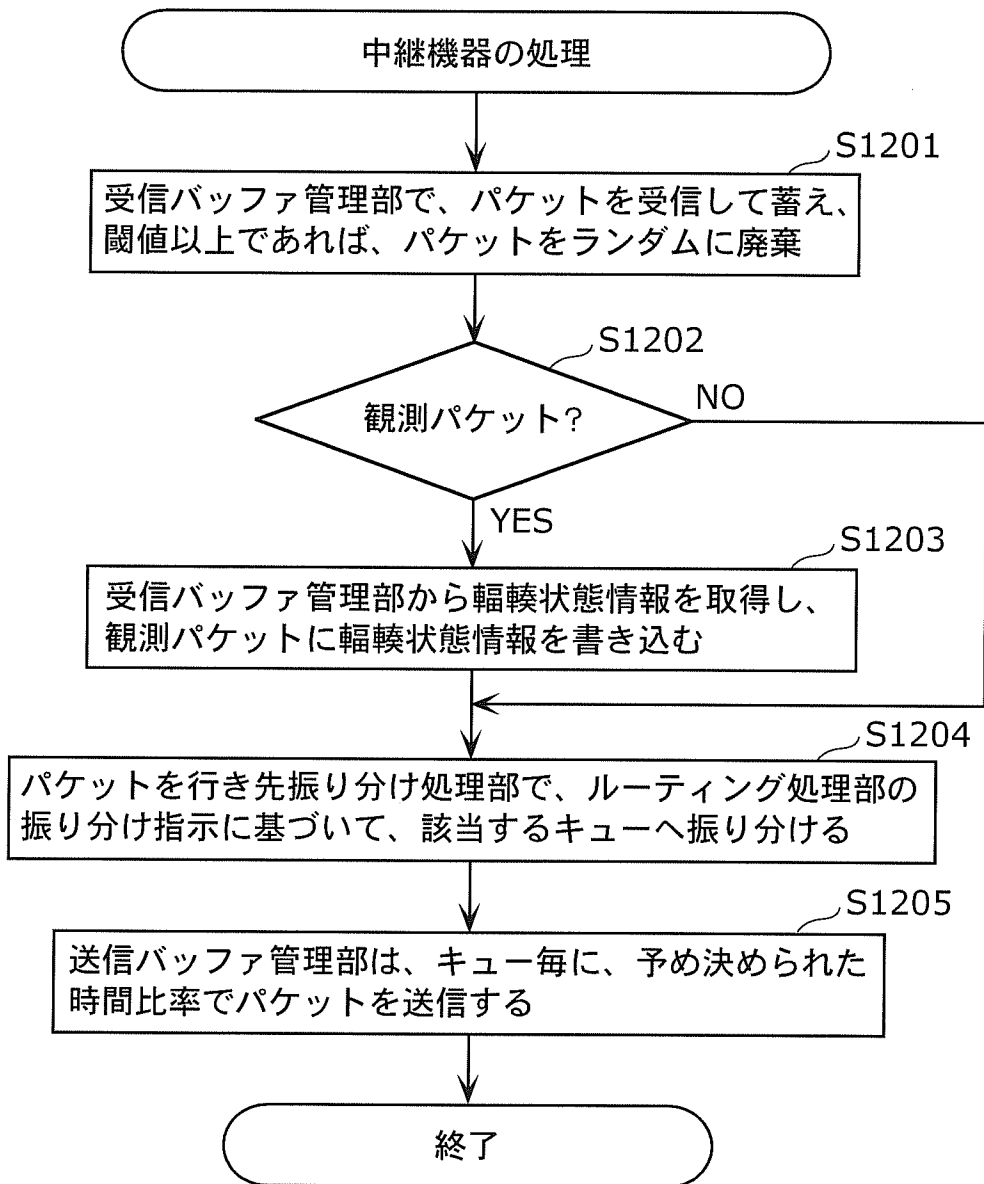 中継機器の処理
S1201
受信バッファ管理部で、パケットを受信して蓄え、
閾値以上であれば、パケットをランダムに廃棄
S1202
観測パケット？
NO
YES
S1203
受信バッファ管理部から輻輳状態情報を取得し、
観測パケットに輻輳状態情報を書き込む
S1204
パケットを行き先振り分け処理部で、ルーティング処理部の
振り分け指示に基づいて、該当するキューへ振り分ける
S1205
送信バッファ管理部は、キュー毎に、予め決められた
時間比率でパケットを送信する
終了